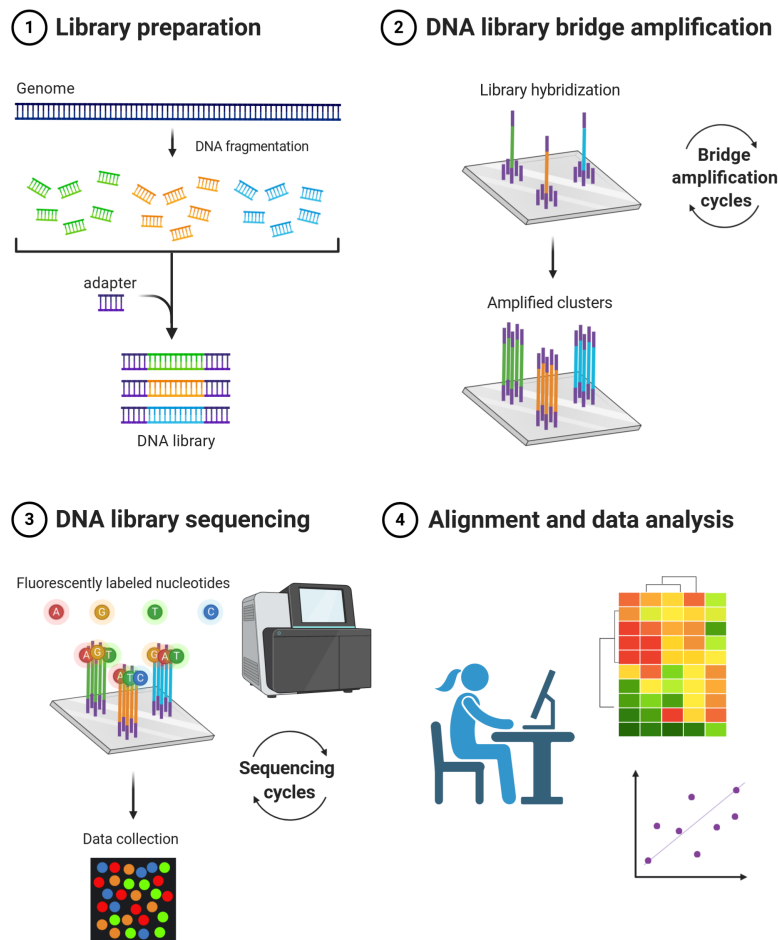 1 Library preparation
Genome
DNA fragmentation
adapter
DNA library
2 DNA library bridge amplification
Library hybridization
Bridge
amplification
cycles
Amplified clusters
3 DNA library sequencing
Fluorescently labeled nucleotides
A G T C
A G T
A T C
G A T
Sequencing
cycles
Data collection
4 Alignment and data analysis